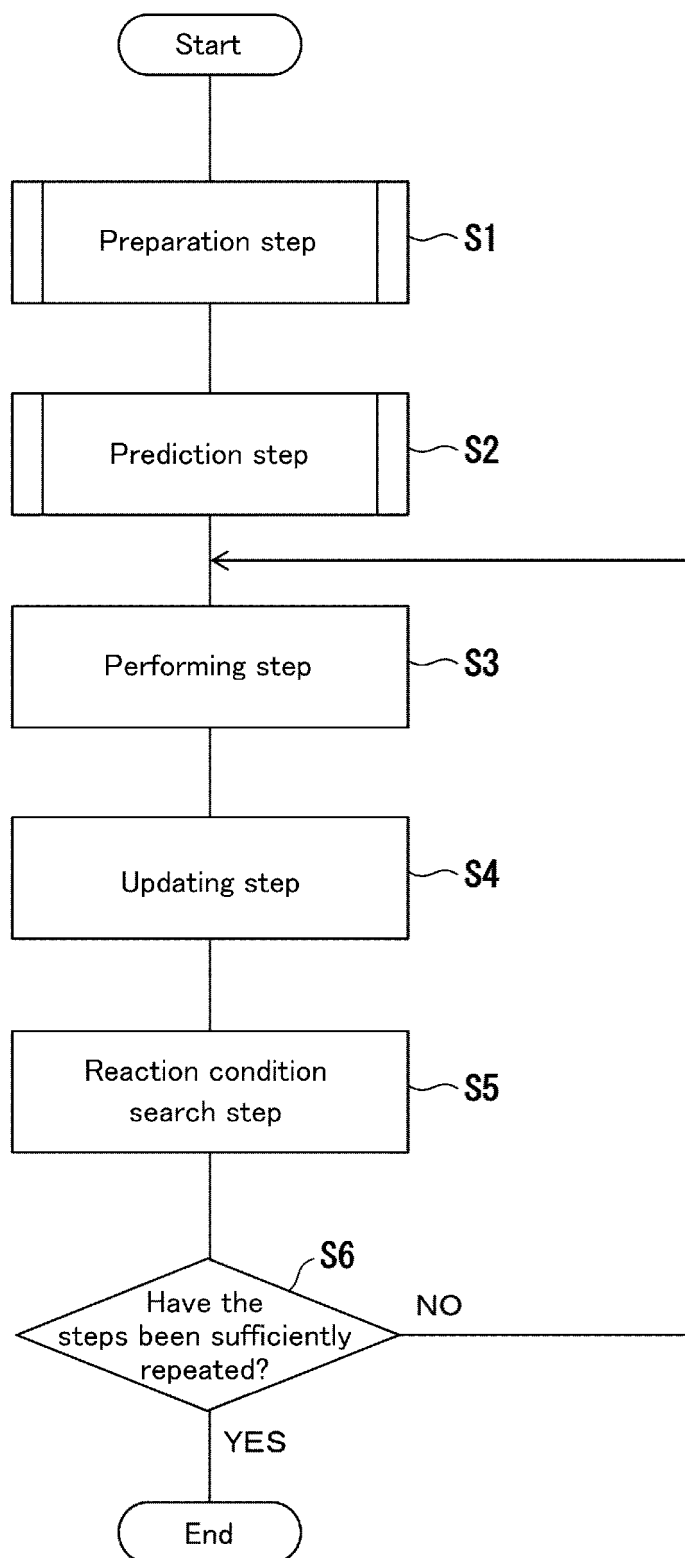 Start
Preparation step
S1
Prediction step
S2
Performing step
S3
Updating step
S4
Reaction condition
search step
S5
S6
Have the
steps been sufficiently
repeated?
NO
YES
End